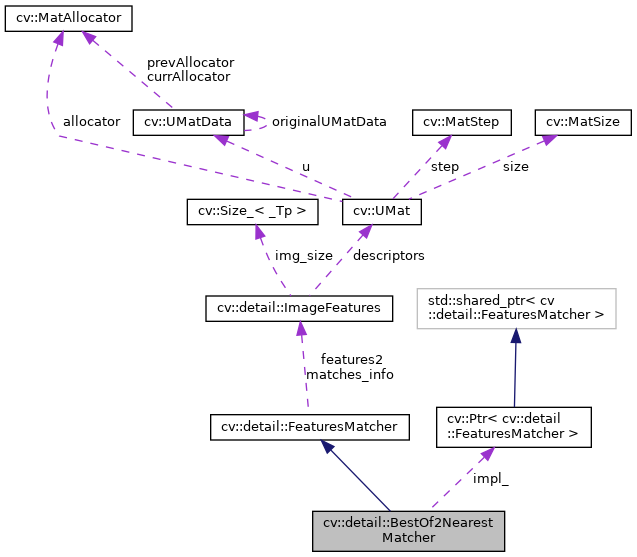 cv::MatAllocator
prevAllocator
currAllocator
allocator
cv::UMatData
originalUMatData
cv::MatStep
cv::MatSize
u
step
size
cv::Size_< _Tp >
cv::UMat
img_size
descriptors
cv::detail::ImageFeatures
std::shared_ptr< cv
::detail::FeaturesMatcher >
features2
matches_info
cv::detail::FeaturesMatcher
cv::Ptr< cv::detail
::FeaturesMatcher >
impl_
cv::detail::BestOf2Nearest
Matcher